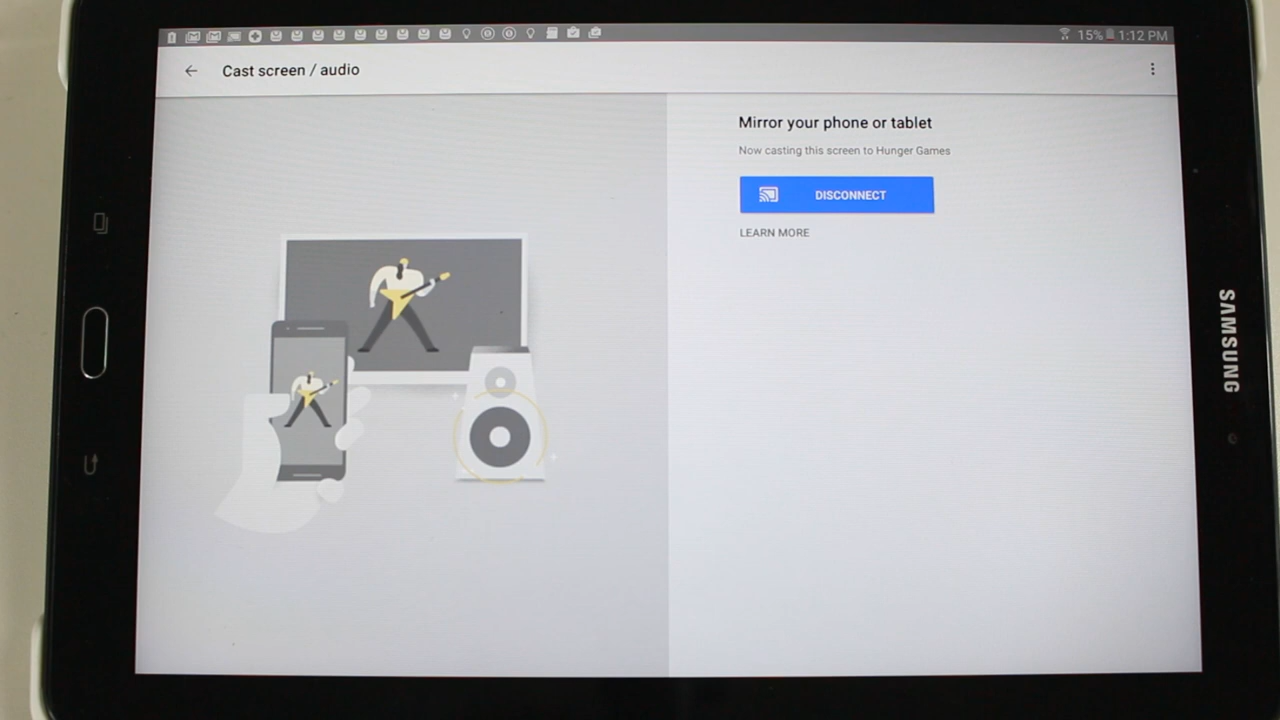 15% 1:12 PM
Cast screen / audio
Mirror your phone or tablet
Now casting this screen to Hunger Games
DISCONNECT
LEARN MORE
SAMSUNG